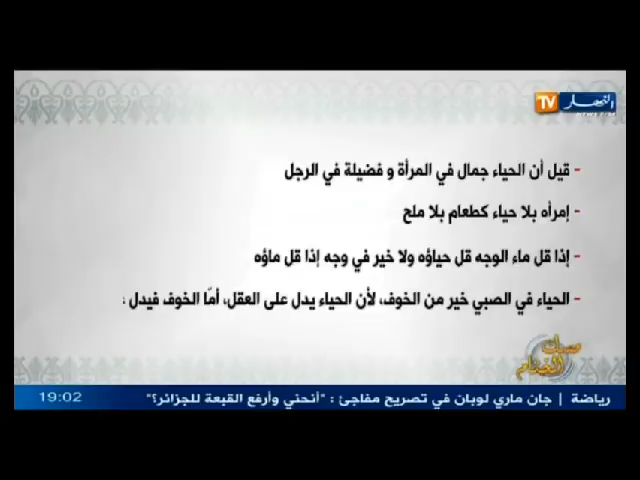 النهار TV
NEWS
- قيل أن الحياء جمال في المرأة و فضيلة في الرجل
- إمرأه بلا حياء كطعام بلا ملح
- إذا قل ماء الوجه قل حياؤه ولا خير في وجه إذا قل ماؤه
- الحياء في الصبي خير من الخوف، لأن الحياء يدل على العقل، أمّا الخوف فيدل
الختام
رياضة | جان ماري لوبان في تصريح مفاجئ : "أنحني وأرفع القبعة للجزائر؟"
19:02